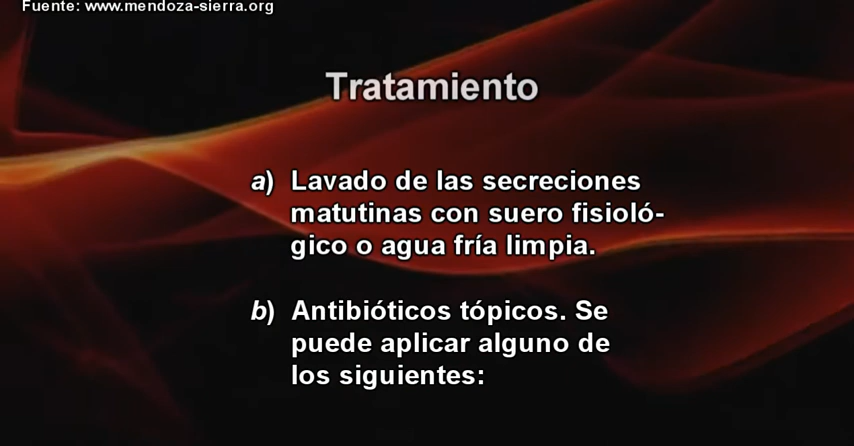 Fuente: www.mendoza-sierra.org
Tratamiento
a) Lavado de las secreciones
matutinas con suero fisioló-
gico o agua fría limpia.
b) Antibióticos tópicos. Se
puede aplicar alguno de
los siguientes: